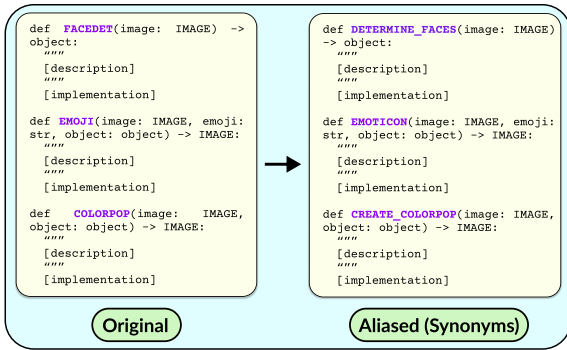 def FACEDET(image: IMAGE) ->
object:
“””
[description]
“””
[implementation]
def EMOJI(image: IMAGE, emoji:
str, object: object) -> IMAGE:
“””
[description]
“””
[implementation]
def COLORPOP(image: IMAGE,
object: object) -> IMAGE:
“””
[description]
“””
[implementation]
Original
def DETERMINE_FACES(image: IMAGE)
-> object:
“””
[description]
“””
[implementation]
def EMOTICON(image: IMAGE, emoji:
str, object: object) -> IMAGE:
“””
[description]
“””
[implementation]
def CREATE_COLORPOP(image: IMAGE,
object: object) -> IMAGE:
“””
[description]
“””
[implementation]
Aliased (Synonyms)